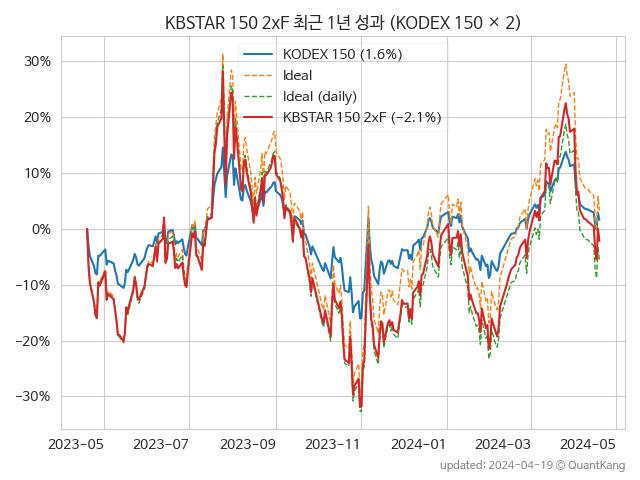 KBSTAR 150 2xF 최근 1년 성과 (KODEX 150 × 2)
KODEX 150 (1.6%)
Ideal
Ideal (daily)
KBSTAR 150 2xF (−2.1%)
30%
20%
10%
0%
−10%
−20%
−30%
2023-05 2023-07 2023-09 2023-11 2024-01 2024-03 2024-05
updated: 2024-04-19 ⓒ QuantKang